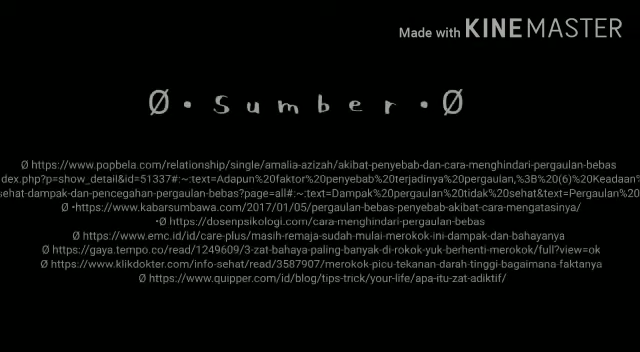 Made with KINEMASTER
Ø • S u m b e r • Ø
Ø https://www.popbela.com/relationship/single/amalia-azizah/akibat-penyebab-dan-cara-menghindari-pergaulan-bebas
dex.php?p=show_detail&id=51337#:~:text=Adapun%20faktor%20penyebab%20terjadinya%20pergaulan,%3B%20(6)%20Keadaan%
sehat-dampak-dan-pencegahan-pergaulan-bebas?page=all#:~:text=Dampak%20pergaulan%20tidak%20sehat&text=Pergaulan%20
Ø •https://www.kabarsumbawa.com/2017/01/05/pergaulan-bebas-penyebab-akibat-cara-mengatasinya/
•Ø https://dosenpsikologi.com/cara-menghindari-pergaulan-bebas
Ø https://www.emc.id/id/care-plus/masih-remaja-sudah-mulai-merokok-ini-dampak-dan-bahayanya
Ø https://gaya.tempo.co/read/1249609/3-zat-bahaya-paling-banyak-di-rokok-yuk-berhenti-merokok/full?view=ok
Ø https://www.klikdokter.com/info-sehat/read/3587907/merokok-picu-tekanan-darah-tinggi-bagaimana-faktanya
Ø https://www.quipper.com/id/blog/tips-trick/your-life/apa-itu-zat-adiktif/